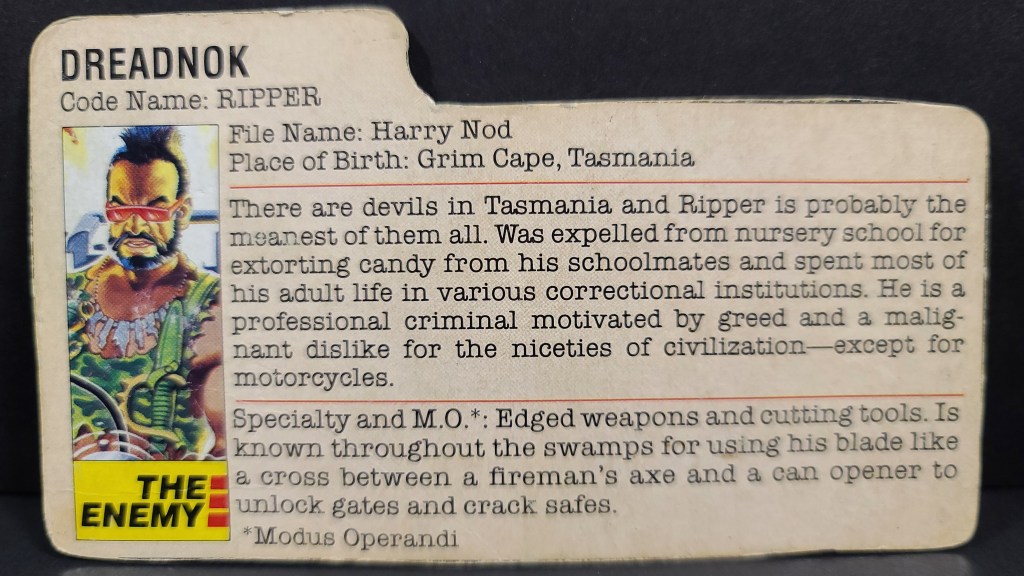 DREADNOK
Code Name: RIPPER
File Name: Harry Nod
Place of Birth: Grim Cape, Tasmania
There are devils in Tasmania and Ripper is probably the
meanest of them all. Was expelled from nursery school for
extorting candy from his schoolmates and spent most of
his adult life in various correctional institutions. He is a
professional criminal motivated by greed and a malig-
nant dislike for the niceties of civilization—except for
motorcycles.
Specialty and M.O.*: Edged weapons and cutting tools. Is
known throughout the swamps for using his blade like
a cross between a fireman's axe and a can opener to
unlock gates and crack safes.
*Modus Operandi
THE
ENEMY